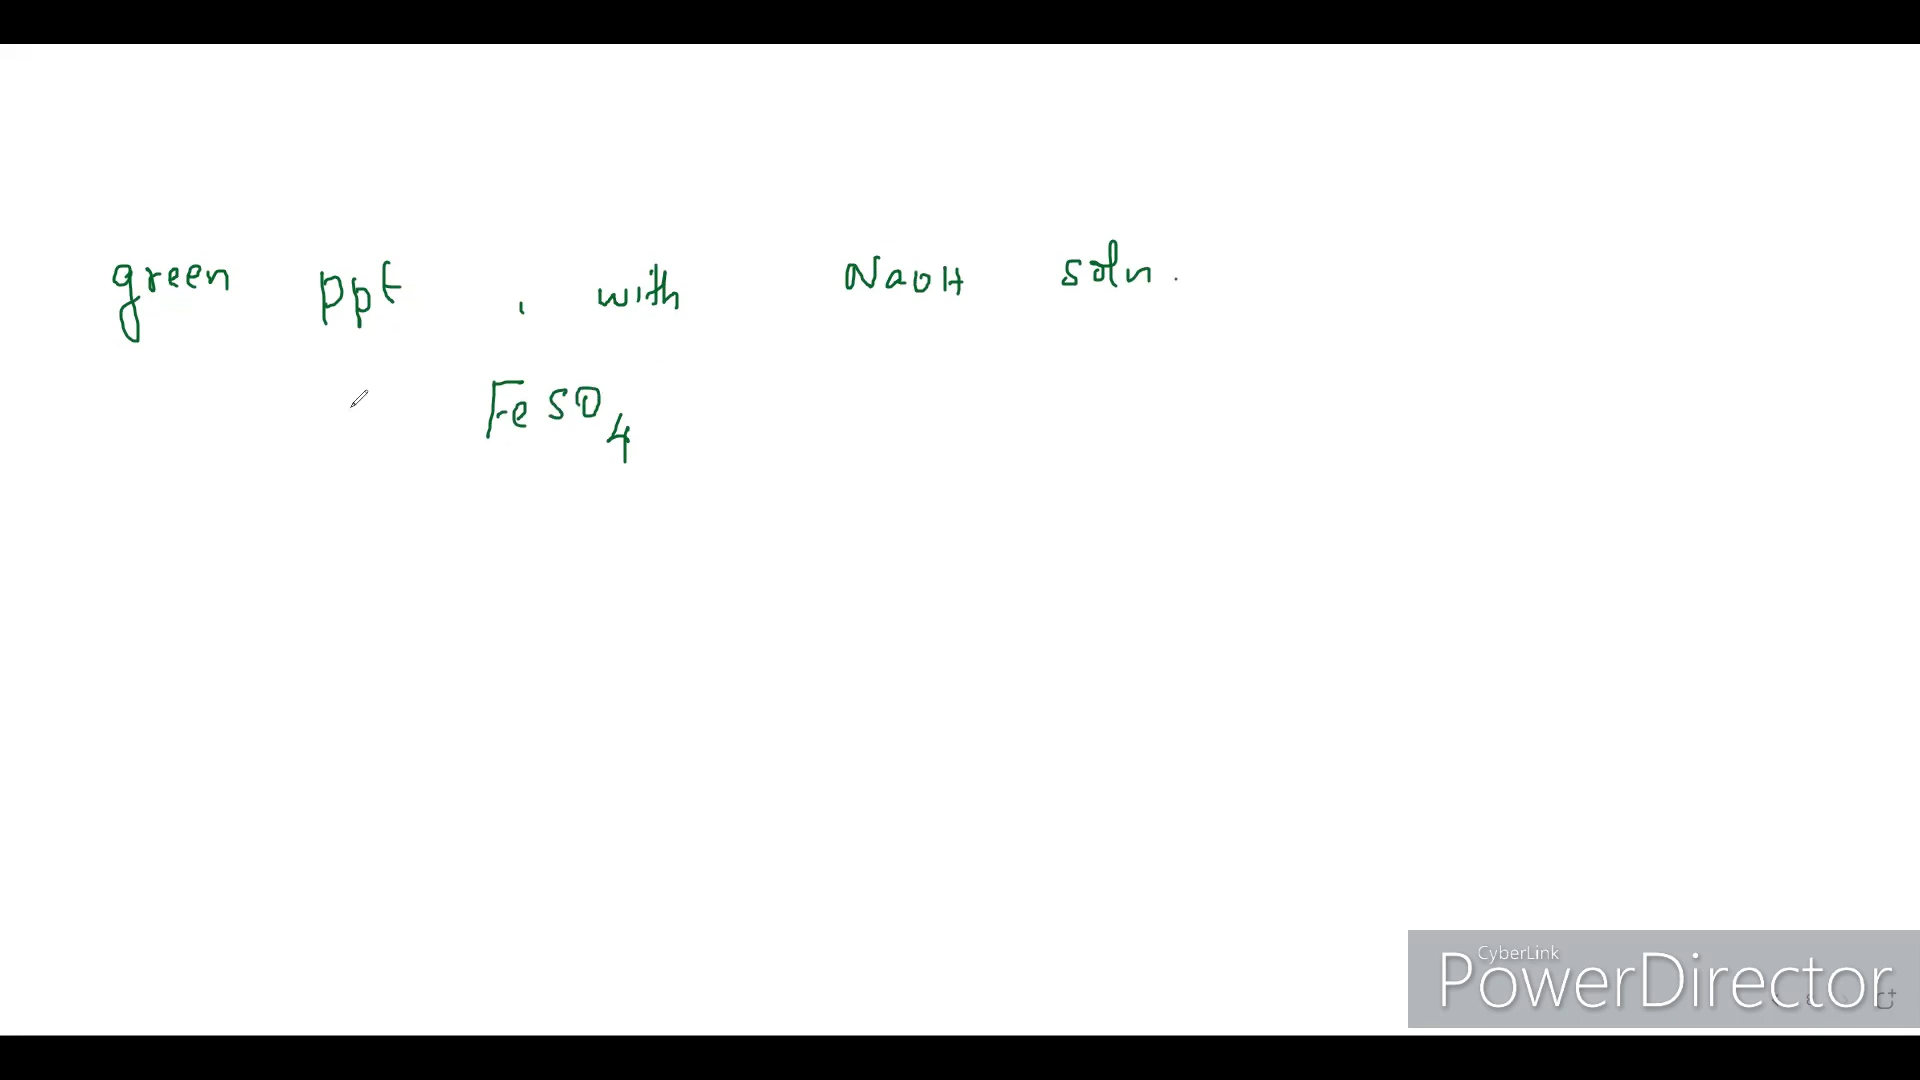 green ppt, with NaOH soln.
FeSO4
CyberLink
PowerDirector